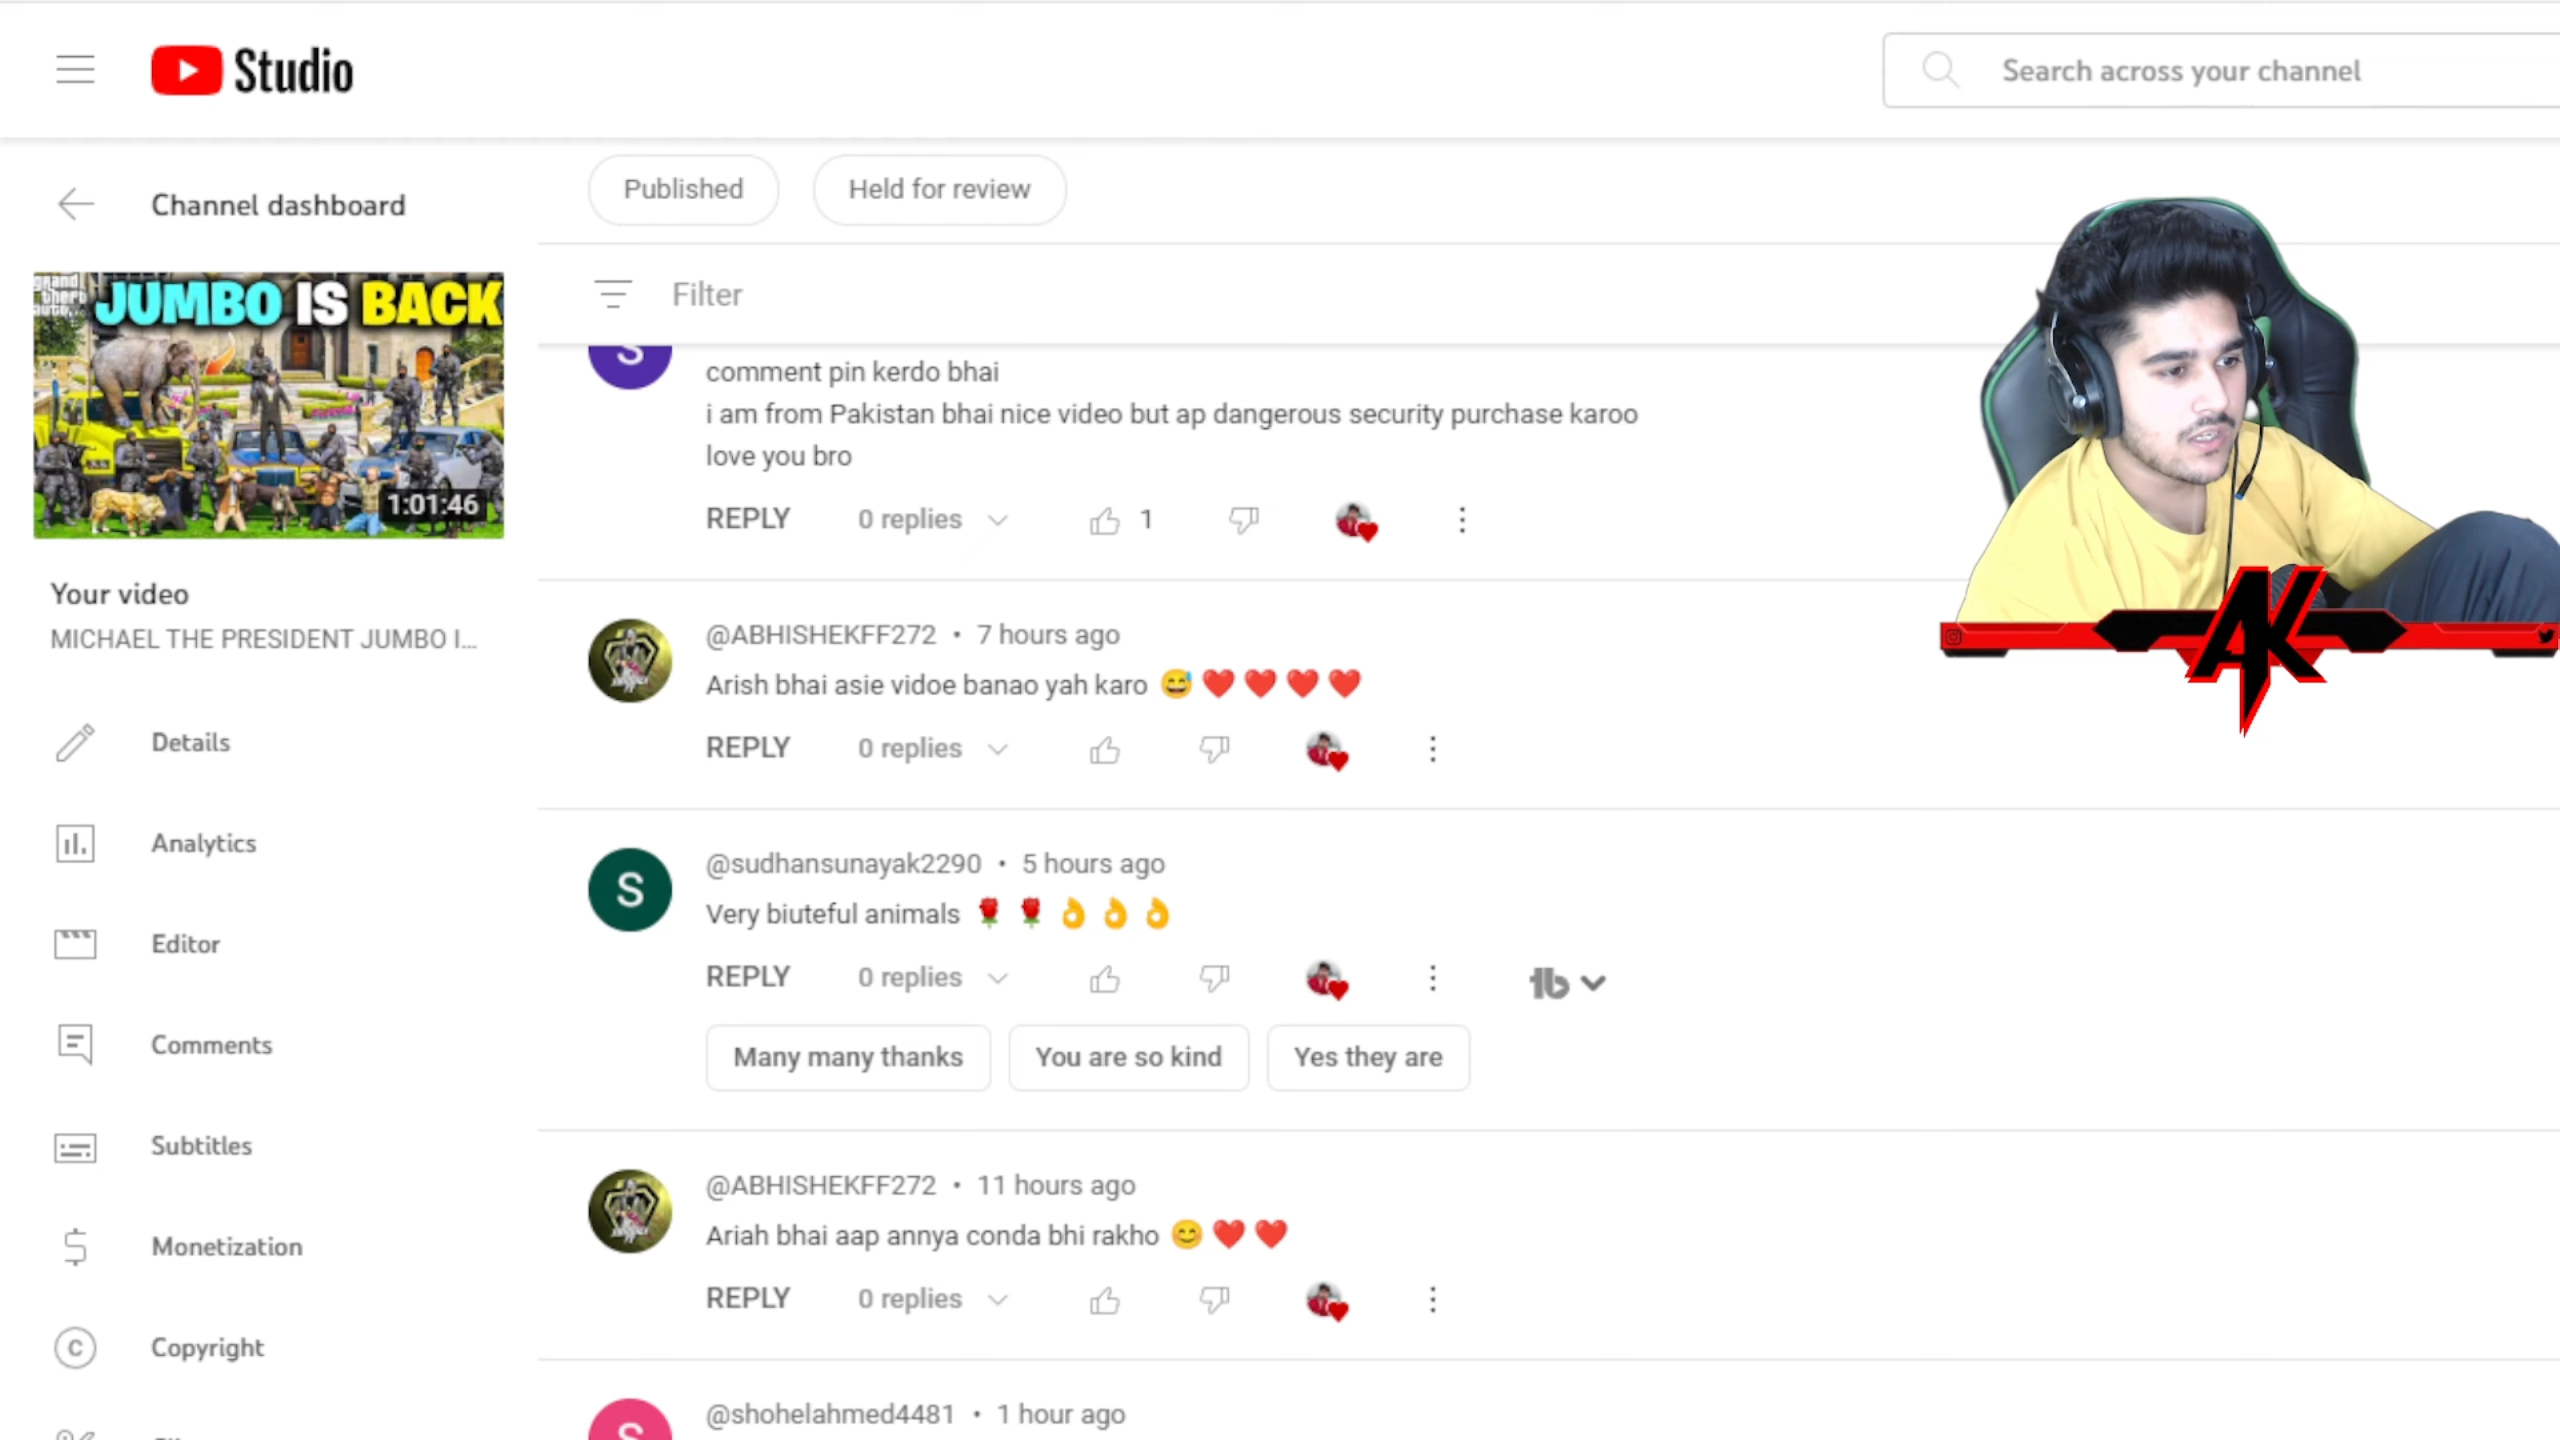 Studio
Search across your channel
Channel dashboard
Published
Held for review
Filter
grand
theft
auto
JUMBO IS BACK
1:01:46
Your video
MICHAEL THE PRESIDENT JUMBO I...
Details
Analytics
Editor
Comments
Subtitles
Monetization
Copyright
S
comment pin kerdo bhai
i am from Pakistan bhai nice video but ap dangerous security purchase karoo
love you bro
REPLY 0 replies 1
@ABHISHEKFF272 • 7 hours ago
Arish bhai asie vidoe banao yah karo 😅 ❤️ ❤️ ❤️ ❤️
REPLY 0 replies
S
@sudhansunayak2290 • 5 hours ago
Very biuteful animals 🌹 🌹 👌 👌 👌
REPLY 0 replies tb
Many many thanks
You are so kind
Yes they are
@ABHISHEKFF272 • 11 hours ago
Ariah bhai aap annya conda bhi rakho 😊 ❤️ ❤️
REPLY 0 replies
S
@shohelahmed4481 • 1 hour ago
AK